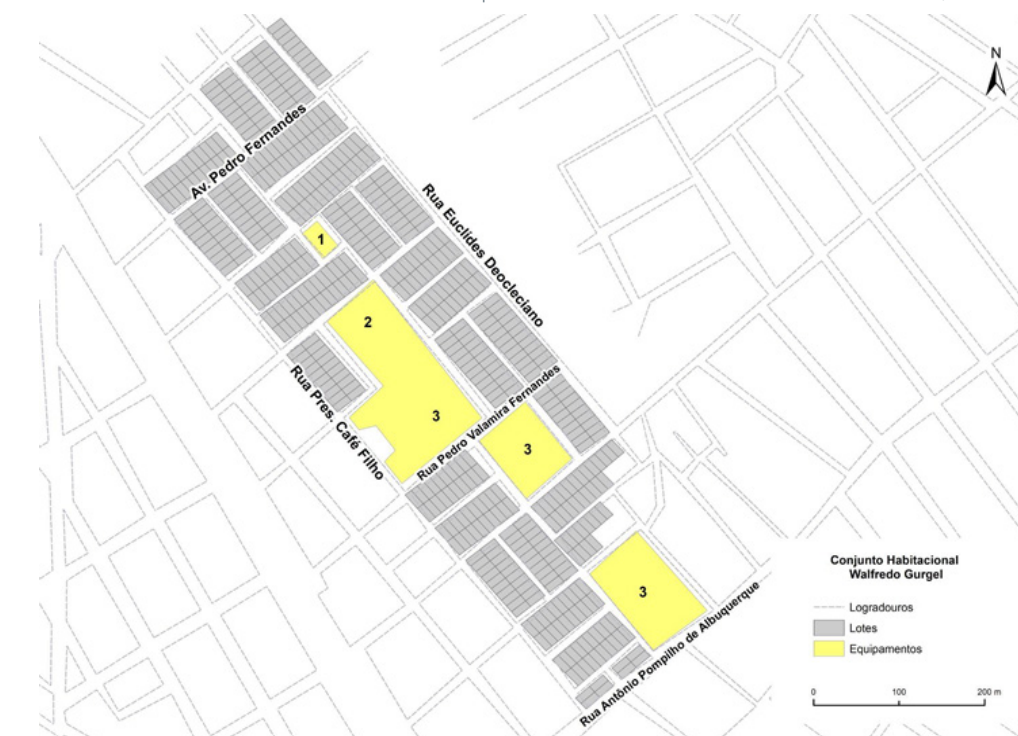 N
Av. Pedro Fernandes
Rua Euclídes Deocleciano
1
2
Rua Pres. Café Filho
3
Rua Pedro Valamira Fernandes
3
3
Rua Antônio Pompilho de Albuquerque
Conjunto Habitacional
Walfredo Gurgel
Logradouros
Lotes
Equipamentos
0 100 200 m